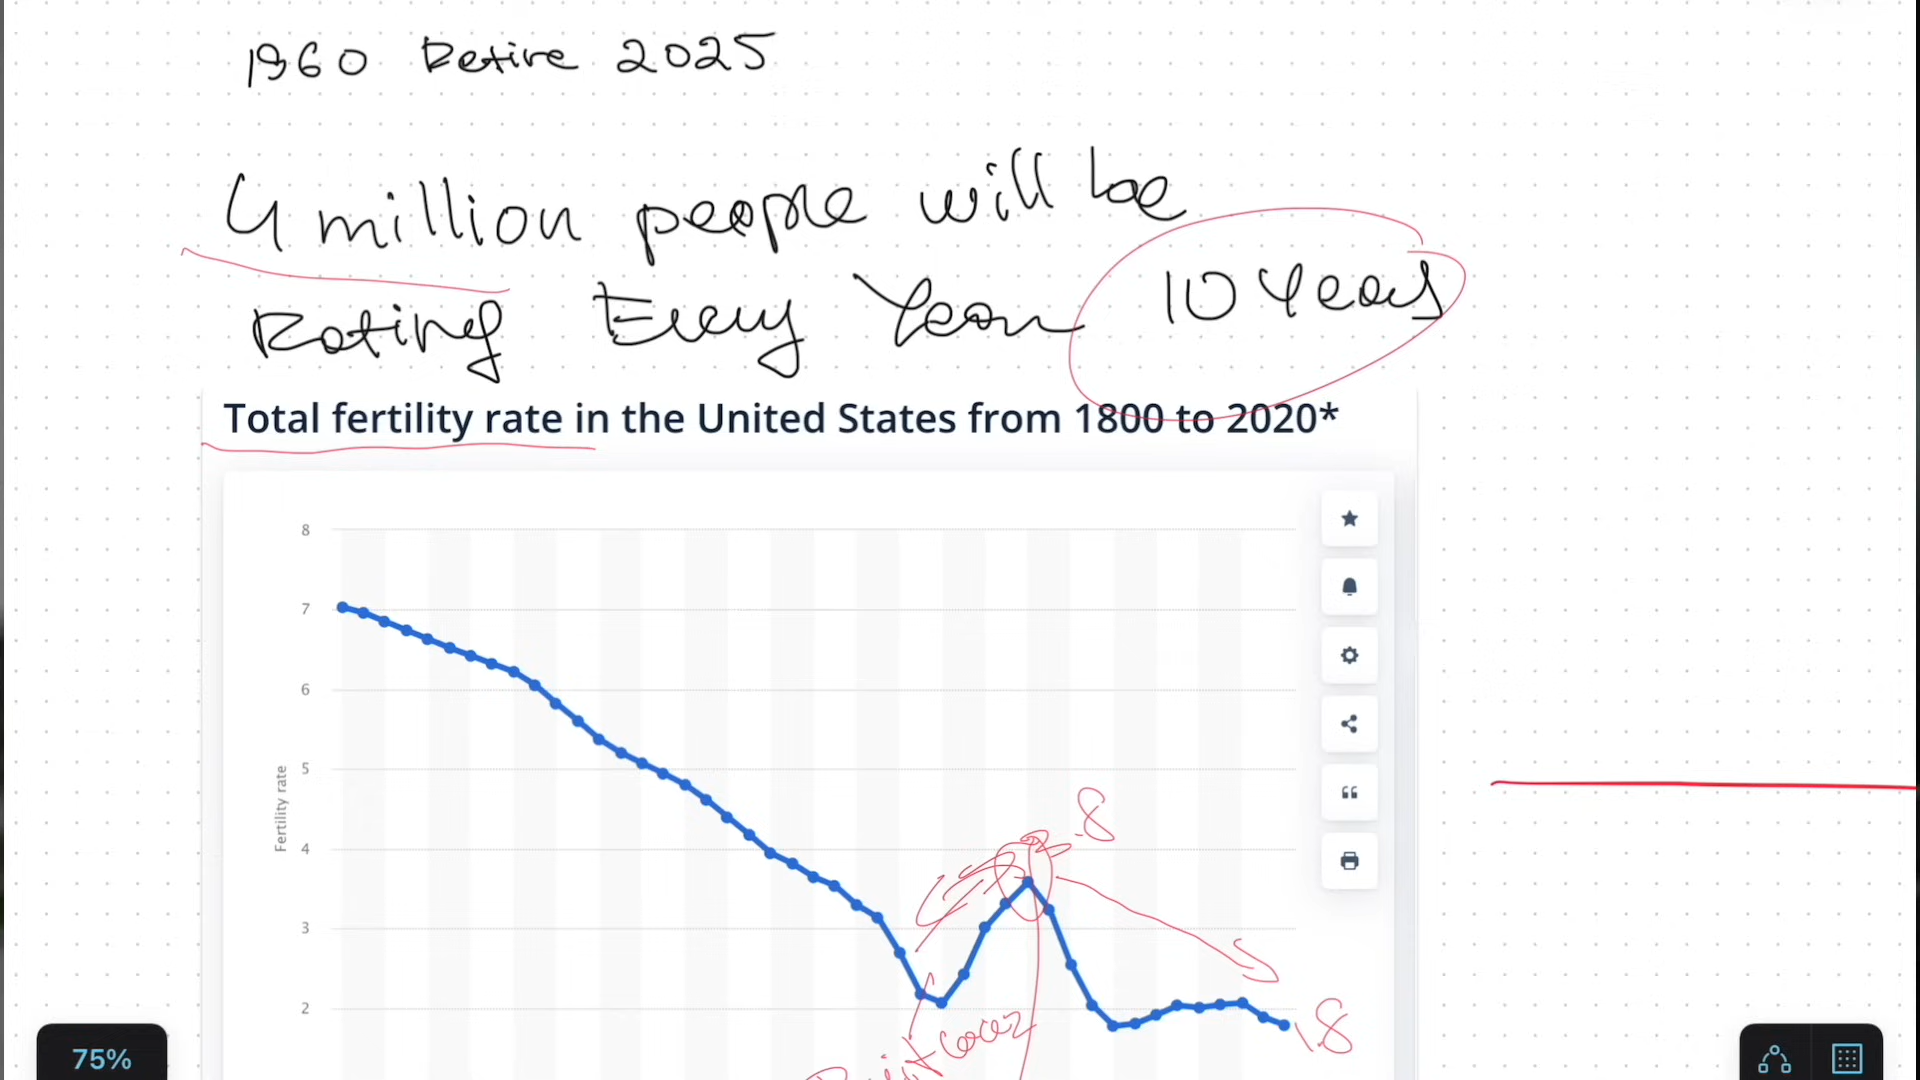 1960 Retire 2025
4 million people will be
Rating Every Year 10 Years
Total fertility rate in the United States from 1800 to 2020*
8
7
6
5
4
3
2
Fertility rate
.8
1.8
75%